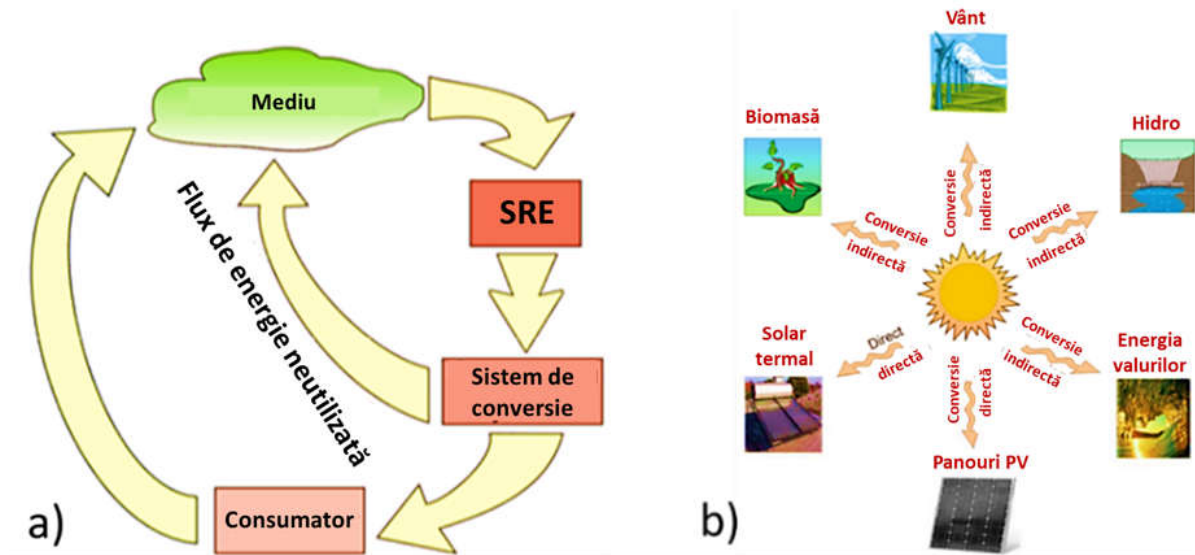 Mediu
SRE
Flux de energie neutilizată
Sistem de
conversie
Consumator
a)
Vânt
Biomasă
Hidro
Conversie
indirectă
Conversie
indirectă
Conversie
indirectă
Solar
termal
Direct
directă
Conversie
directă
Conversie
indirectă
Energia
valurilor
Panouri PV
b)